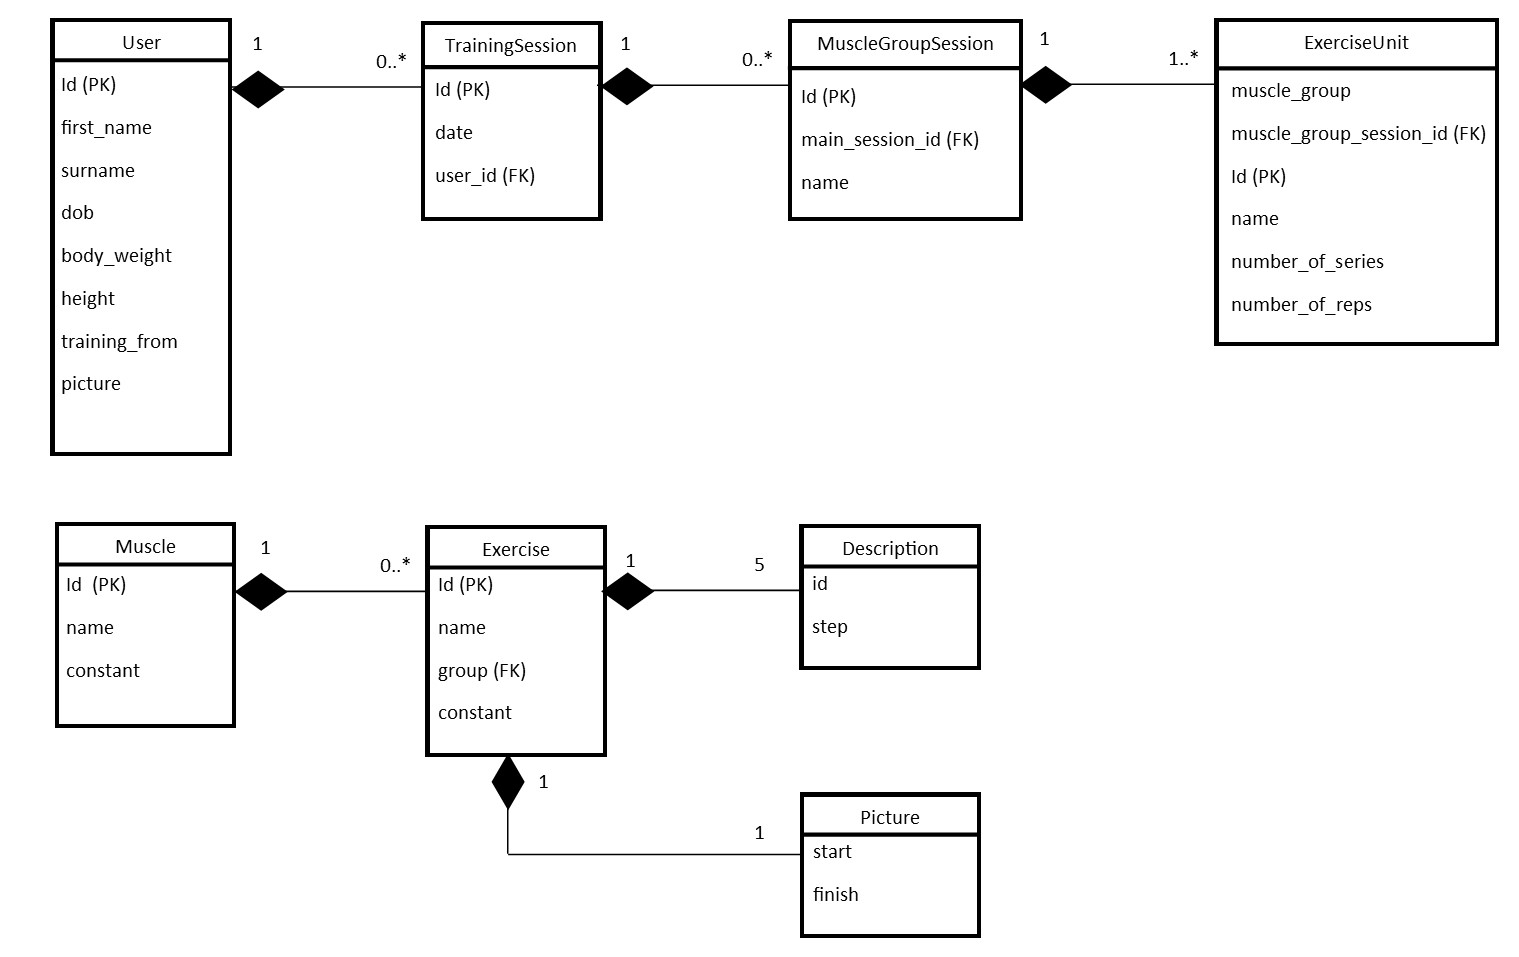 User
Id (PK)
first_name
surname
dob
body_weight
height
training_from
picture
1
0..*
TrainingSession
Id (PK)
date
user_id (FK)
1
0..*
MuscleGroupSession
Id (PK)
main_session_id (FK)
name
1
1..*
ExerciseUnit
muscle_group
muscle_group_session_id (FK)
Id (PK)
name
number_of_series
number_of_reps
Muscle
Id  (PK)
name
constant
1
0..*
Exercise
Id (PK)
name
group (FK)
constant
1
5
Description
id
step
1
1
Picture
start
finish